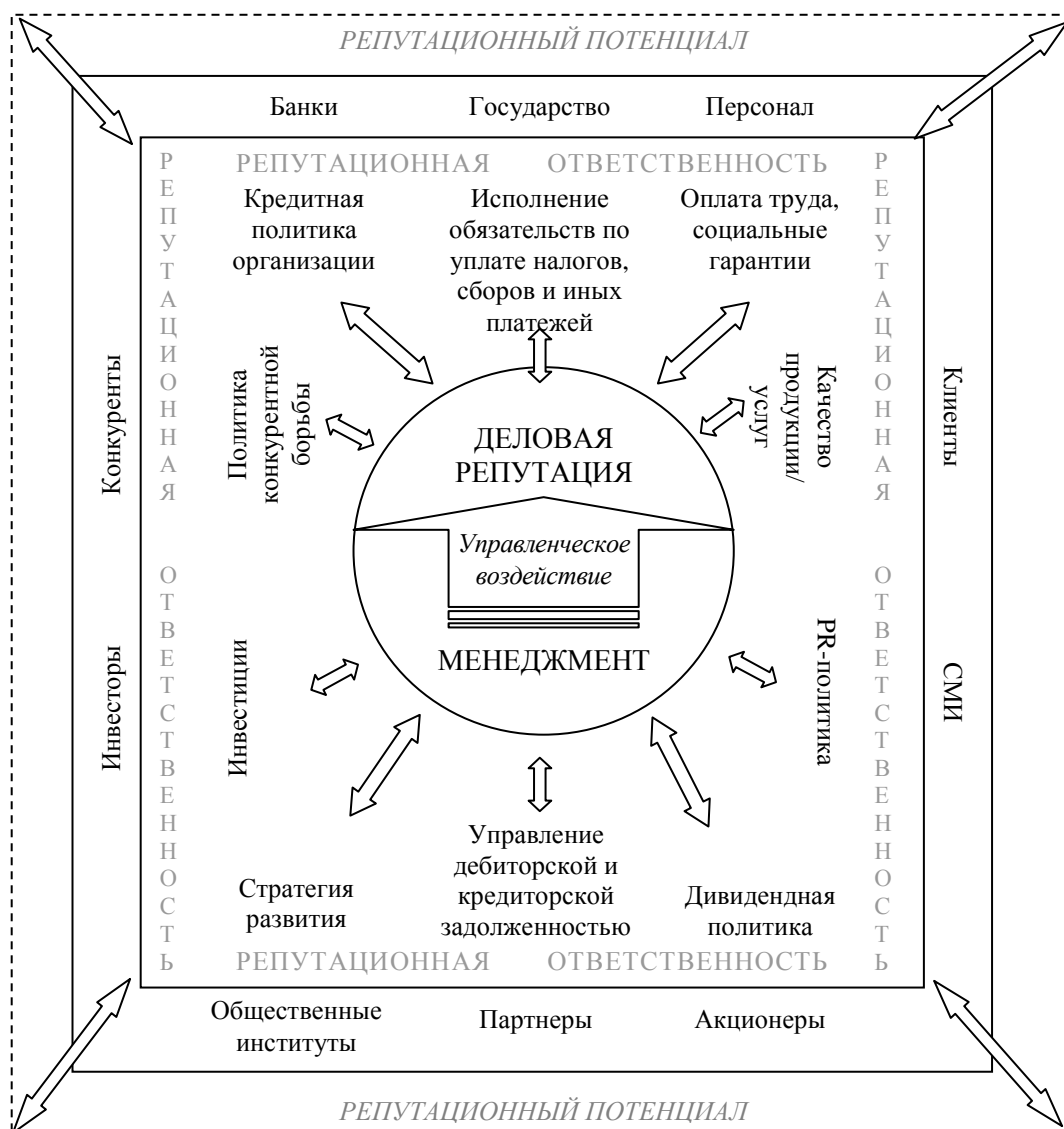 РЕПУТАЦИОННЫЙ ПОТЕНЦИАЛ
Банки Государство Персонал
РЕПУТАЦИОННАЯ ОТВЕТСТВЕННОСТЬ
Кредитная
политика
организации
Исполнение
обязательств по
уплате налогов,
сборов и иных
платежей
Оплата труда,
социальные
гарантии
Конкуренты
РЕПУТАЦИОННАЯ ОТВЕТСТВЕННОСТЬ
Политика
конкурентной
борьбы
ДЕЛОВАЯ
РЕПУТАЦИЯ
Качество
продукции/
услуг
РЕПУТАЦИОННАЯ ОТВЕТСТВЕННОСТЬ
Клиенты
Управленческое
воздействие
МЕНЕДЖМЕНТ
Инвесторы
Инвестиции
PR-политика
СМИ
Стратегия
развития
Управление
дебиторской и
кредиторской
задолженностью
Дивидендная
политика
РЕПУТАЦИОННАЯ ОТВЕТСТВЕННОСТЬ
Общественные
институты
Партнеры
Акционеры
РЕПУТАЦИОННЫЙ ПОТЕНЦИАЛ